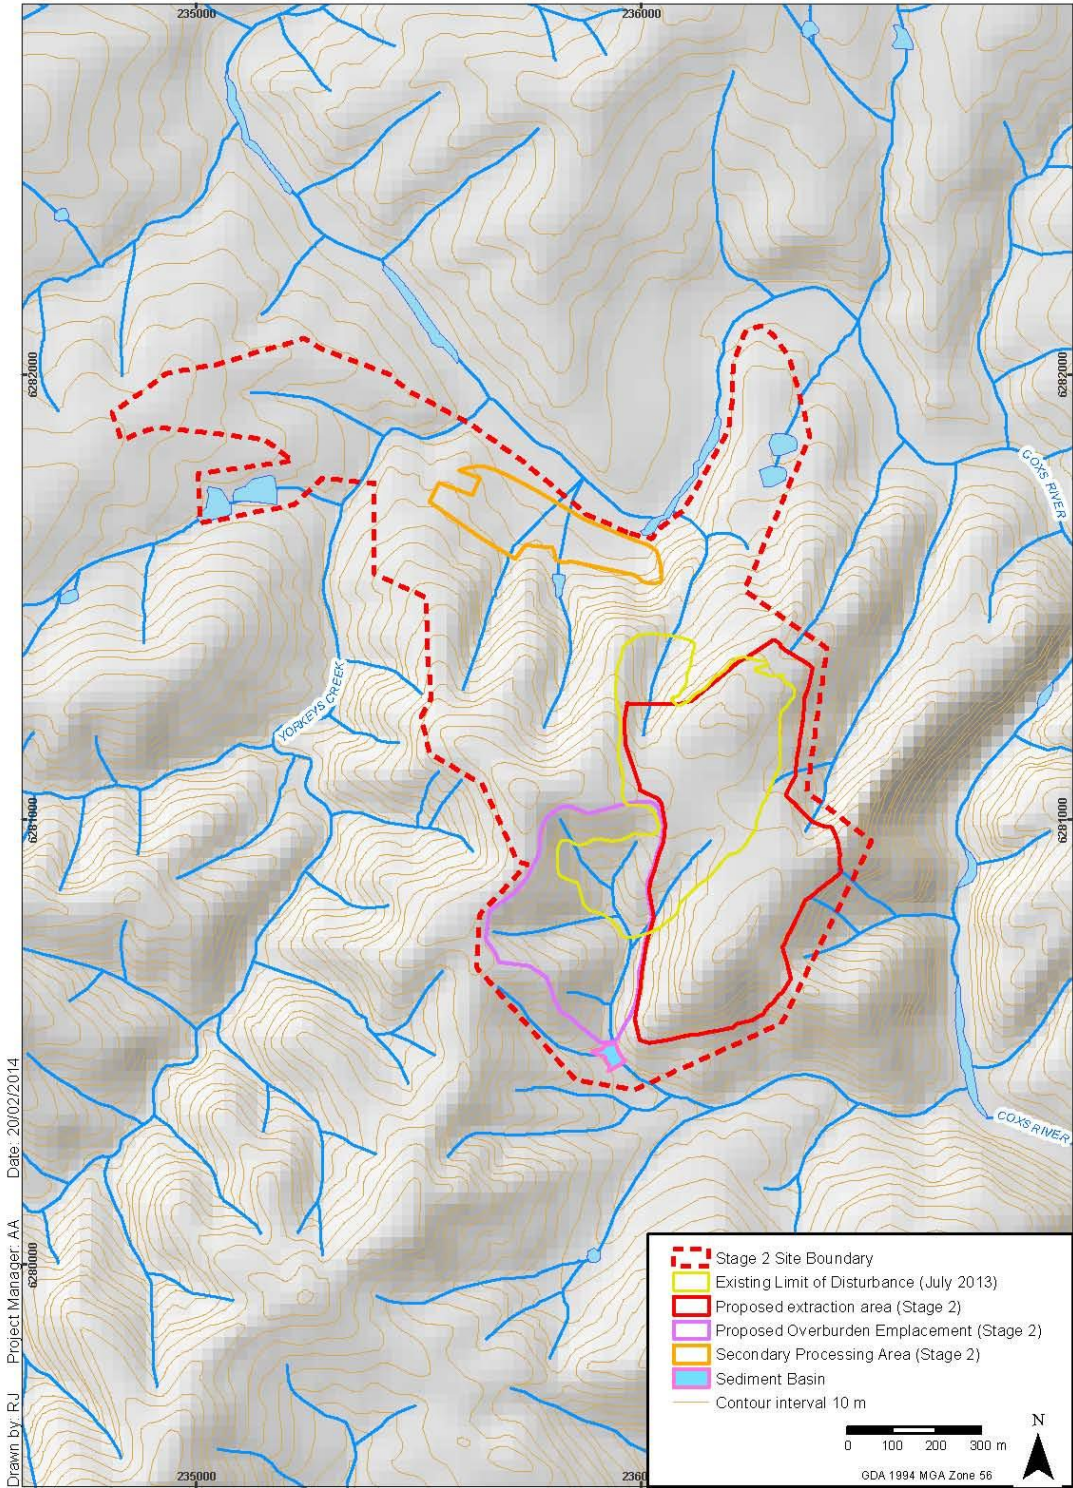 235000
236000
6282000
6282000
COXS RIVER
YORKEYS CREEK
6281000
6281000
COXS RIVER
6280000
Drawn by: RJ Project Manager: AA Date: 20/02/2014
Stage 2 Site Boundary
Existing Limit of Disturbance (July 2013)
Proposed extraction area (Stage 2)
Proposed Overburden Emplacement (Stage 2)
Secondary Processing Area (Stage 2)
Sediment Basin
Contour interval 10 m
N
0 100 200 300 m
GDA 1994 MGA Zone 56
235000